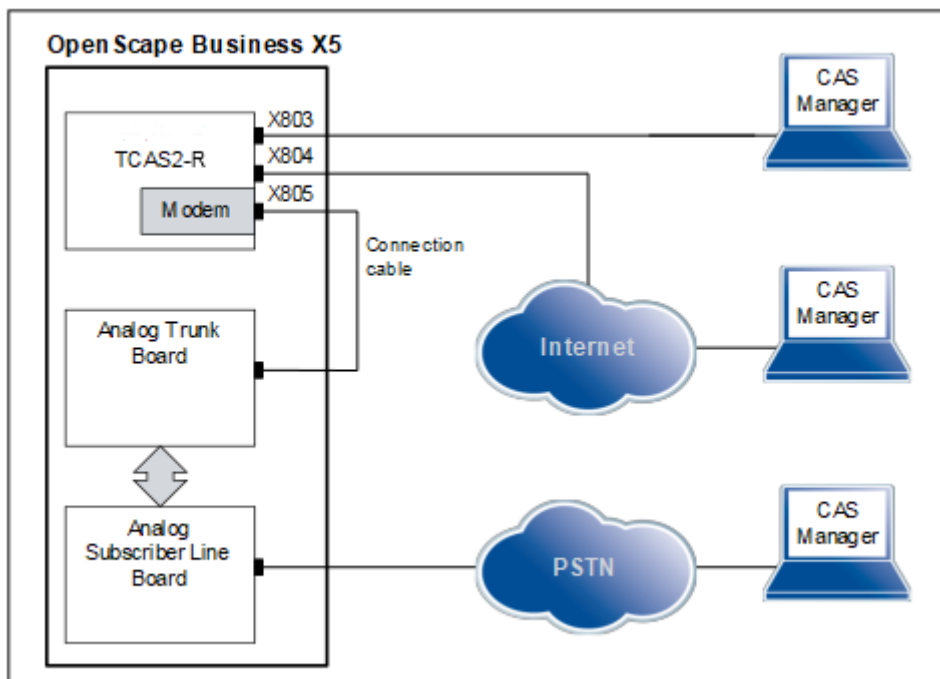 OpenScape Business X5
TCAS2-R
Modem
X803
X804
X805
Connection
cable
Analog Trunk
Board
Analog
Subscriber Line
Board
Internet
PSTN
CAS
Manager
CAS
Manager
CAS
Manager